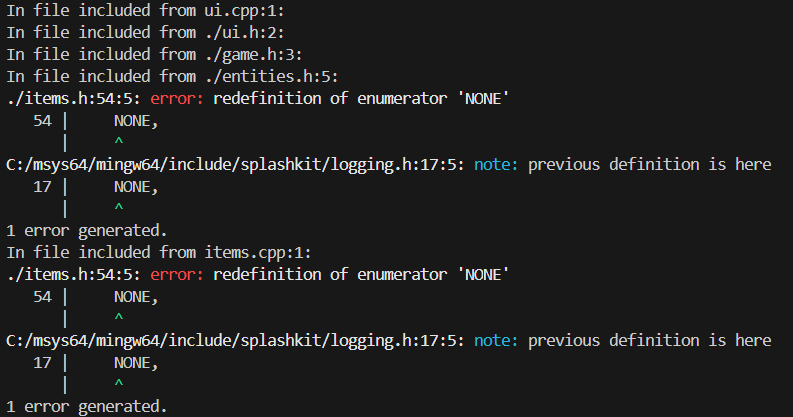 In file included from ui.cpp:1:
In file included from ./ui.h:2:
In file included from ./game.h:3:
In file included from ./entities.h:5:
./items.h:54:5: error: redefinition of enumerator 'NONE'
   54 |     NONE,
      |     ^
C:/msys64/mingw64/include/splashkit/logging.h:17:5: note: previous definition is here
   17 |     NONE,
      |     ^
1 error generated.
In file included from items.cpp:1:
./items.h:54:5: error: redefinition of enumerator 'NONE'
   54 |     NONE,
      |     ^
C:/msys64/mingw64/include/splashkit/logging.h:17:5: note: previous definition is here
   17 |     NONE,
      |     ^
1 error generated.